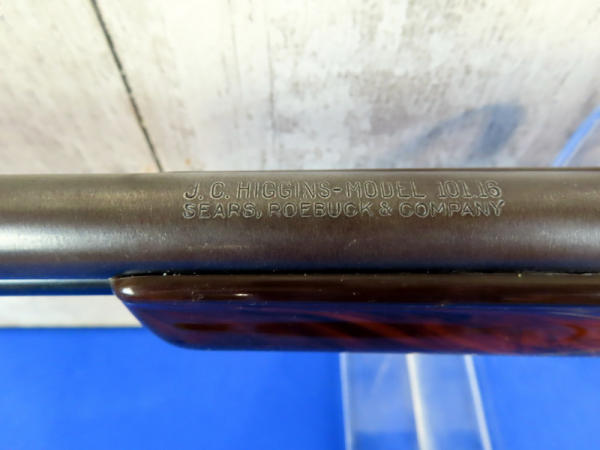 J. C. HIGGINS-MODEL 101.16
SEARS, ROEBUCK & COMPANY